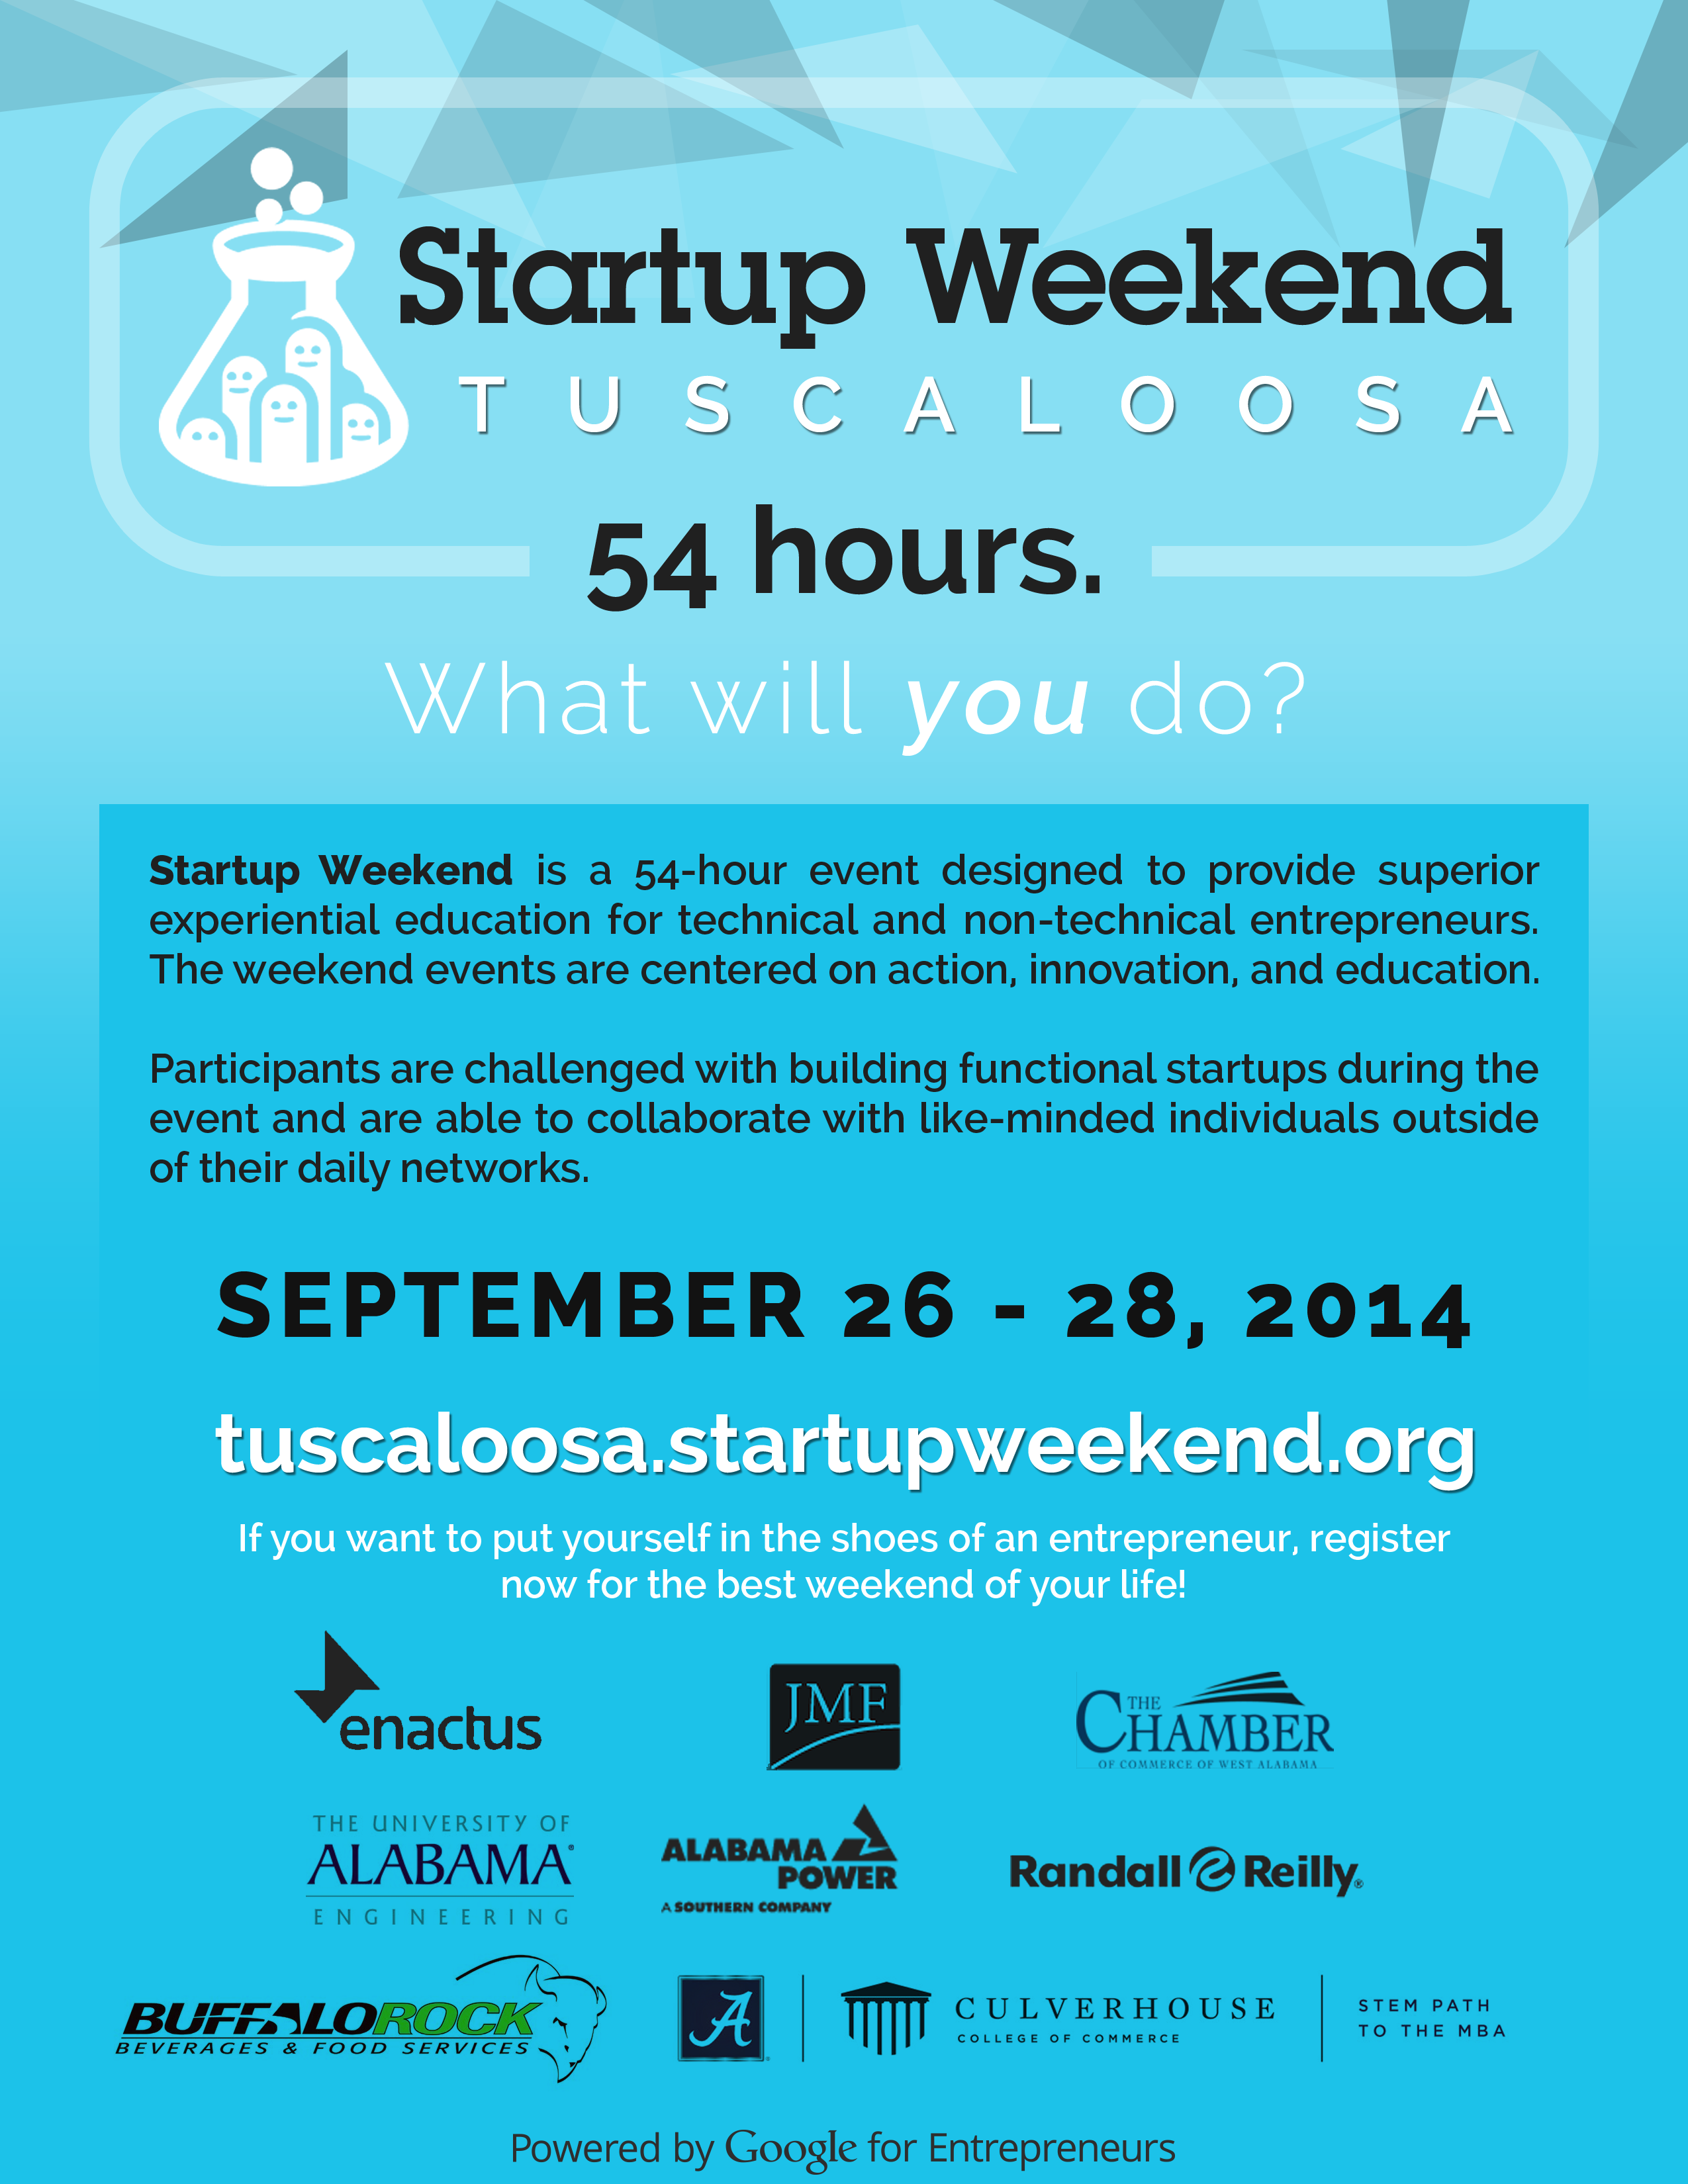 Startup Weekend
TUSCALOOSA
54 hours.
What will you do?
Startup Weekend is a 54-hour event designed to provide superior
experiential education for technical and non-technical entrepreneurs.
The weekend events are centered on action, innovation, and education.
Participants are challenged with building functional startups during the
event and are able to collaborate with like-minded individuals outside
of their daily networks.
SEPTEMBER 26 - 28, 2014
tuscaloosa.startupweekend.org
If you want to put yourself in the shoes of an entrepreneur, register
now for the best weekend of your life!
enactus
JMF
THE
CHAMBER
OF COMMERCE OF WEST ALABAMA
THE UNIVERSITY OF
ALABAMA®
ENGINEERING
ALABAMA
POWER
A SOUTHERN COMPANY
Randall Reilly®
BUFFALO ROCK
BEVERAGES & FOOD SERVICES
A
CULVERHOUSE
COLLEGE OF COMMERCE
STEM PATH
TO THE MBA
Powered by Google for Entrepreneurs